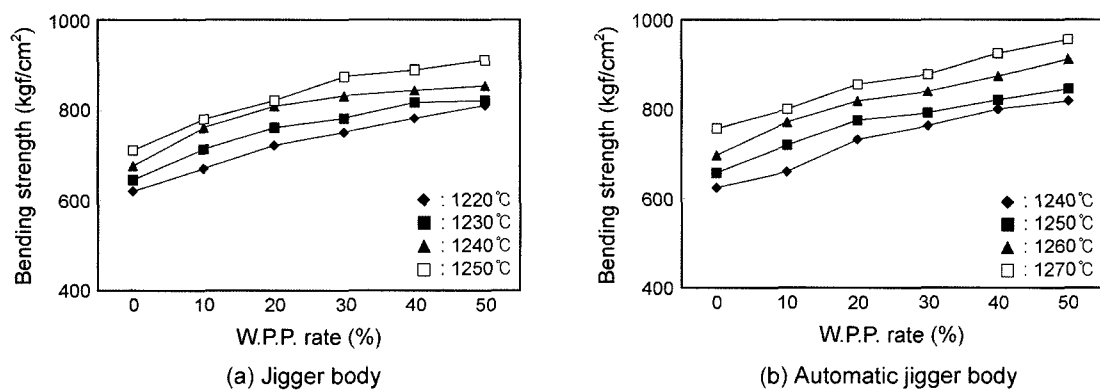 1000
800
600
400
Bending strength (kgf/cm²)
◆ : 1220℃
■ : 1230℃
▲ : 1240℃
□ : 1250℃
0 10 20 30 40 50
W.P.P. rate (%)
(a) Jigger body
1000
800
600
400
Bending strength (kgf/cm²)
◆ : 1240℃
■ : 1250℃
▲ : 1260℃
□ : 1270℃
0 10 20 30 40 50
W.P.P. rate (%)
(b) Automatic jigger body